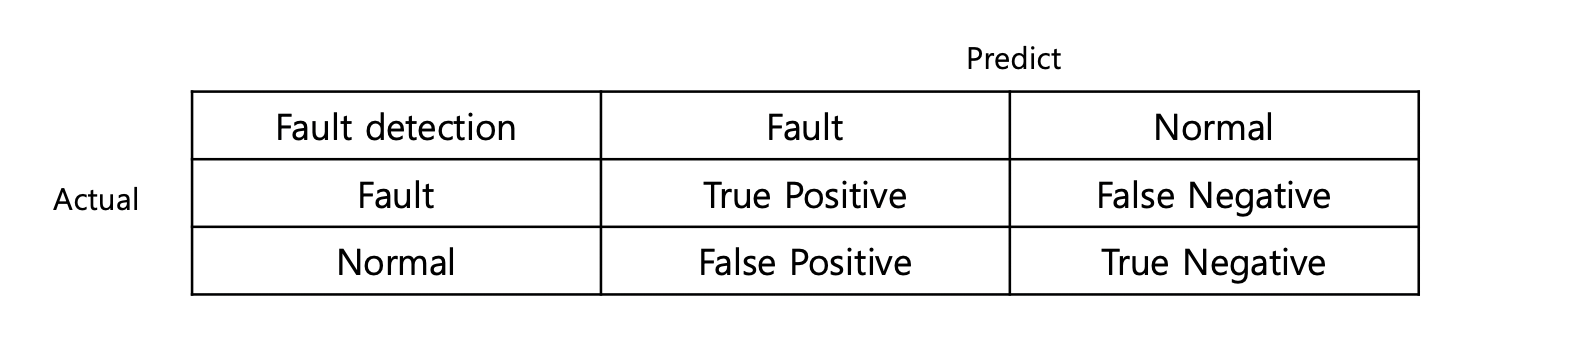 Predict
Fault detection Fault Normal
Actual Fault True Positive False Negative
Normal False Positive True Negative